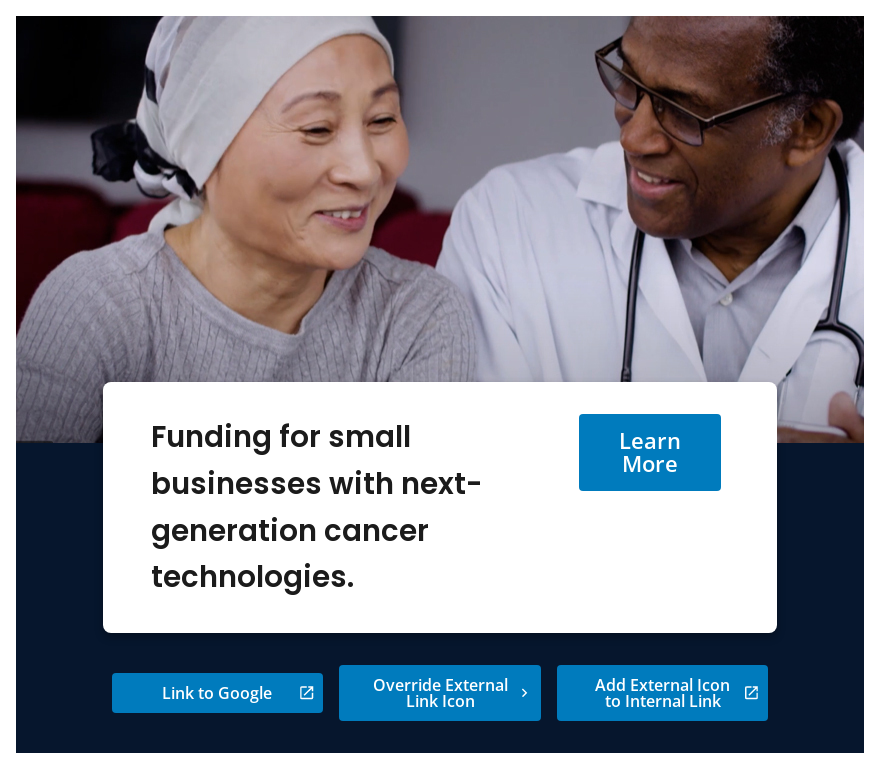 Funding for small
businesses with next-
generation cancer
technologies.
Learn
More
Link to Google
Override External
Link Icon
Add External Icon
to Internal Link